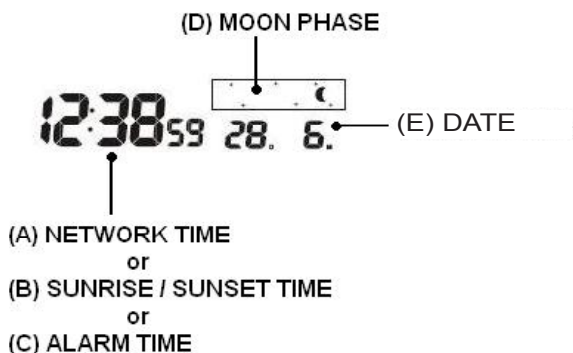 (D) MOON PHASE
12:38 59 28. 6.
(E) DATE
(A) NETWORK TIME
or
(B) SUNRISE / SUNSET TIME
or
(C) ALARM TIME